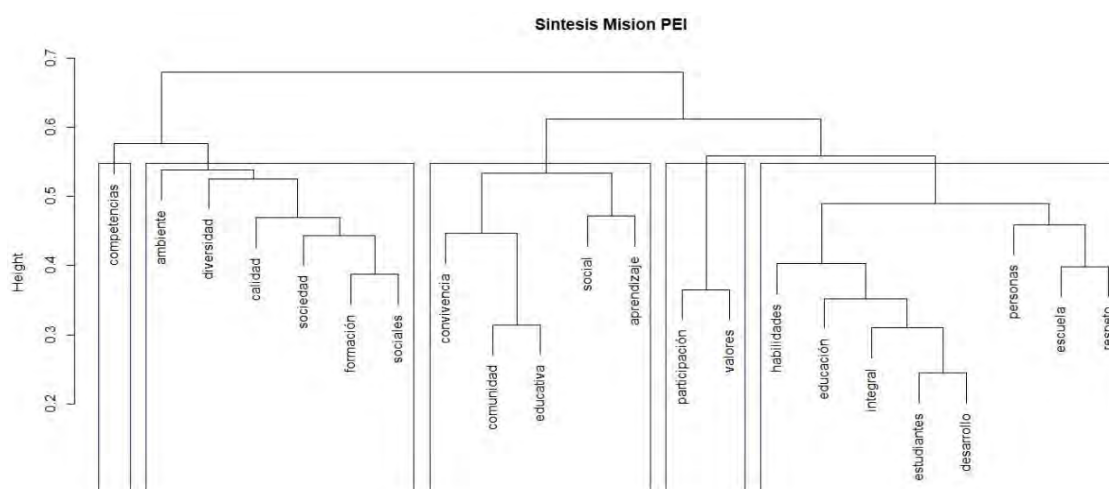 Sintesis Mision PEI
Height
0.7
0.6
0.5
0.4
0.3
0.2
competencias
ambiente
diversidad
calidad
sociedad
formación
sociales
convivencia
comunidad
educativa
social
aprendizaje
participación
valores
habilidades
educación
integral
estudiantes
desarrollo
personas
escuela
respeto